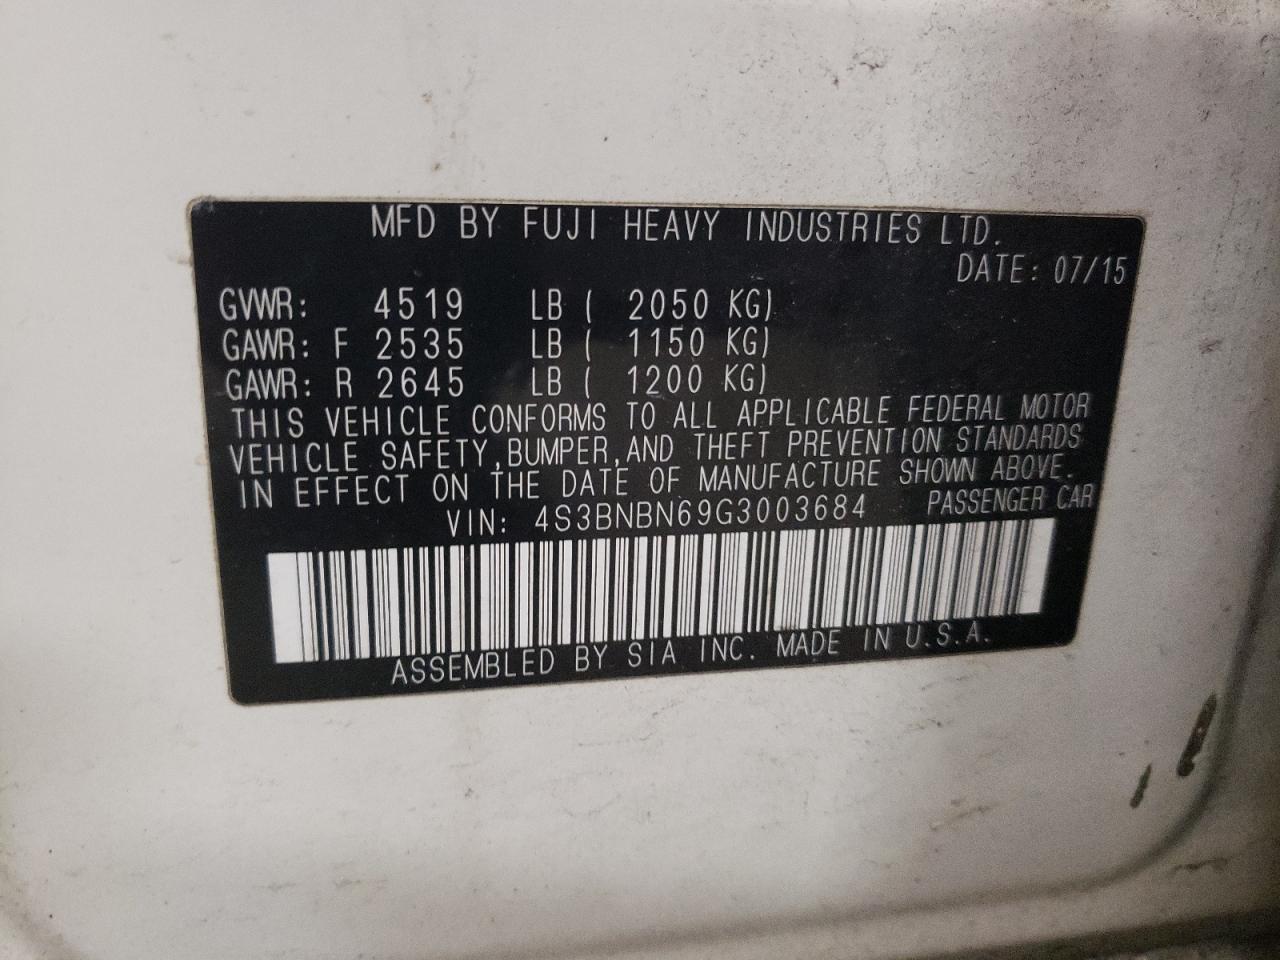 MFD BY FUJI HEAVY INDUSTRIES LTD.
DATE: 07/15
GVWR: 4519 LB ( 2050 KG)
GAWR: F 2535 LB ( 1150 KG)
GAWR: R 2645 LB ( 1200 KG)
THIS VEHICLE CONFORMS TO ALL APPLICABLE FEDERAL MOTOR
VEHICLE SAFETY, BUMPER, AND THEFT PREVENTION STANDARDS
IN EFFECT ON THE DATE OF MANUFACTURE SHOWN ABOVE.
VIN: 4S3BNBN69G3003684 PASSENGER CAR
ASSEMBLED BY SIA INC. MADE IN U.S.A.